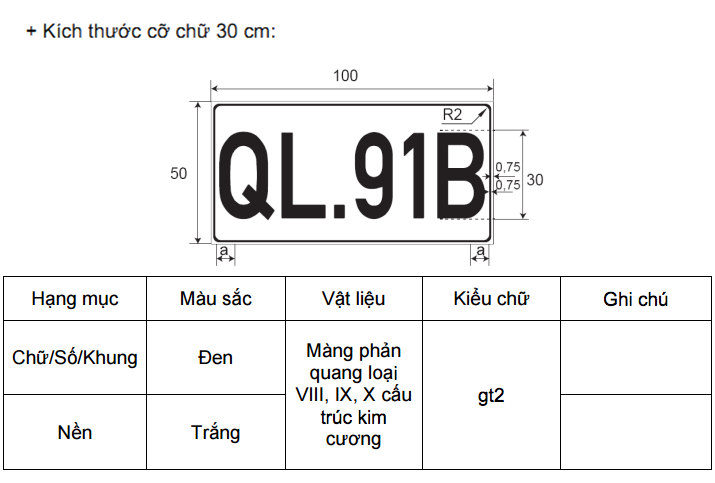 + Kích thước cỡ chữ 30 cm:
100
R2
50
QL.91B
0,75
0,75
30
a
a
Hạng mục Màu sắc Vật liệu Kiểu chữ Ghi chú
Chữ/Số/Khung Đen Màng phản quang loại VIII, IX, X cấu trúc kim cương gt2
Nền Trắng